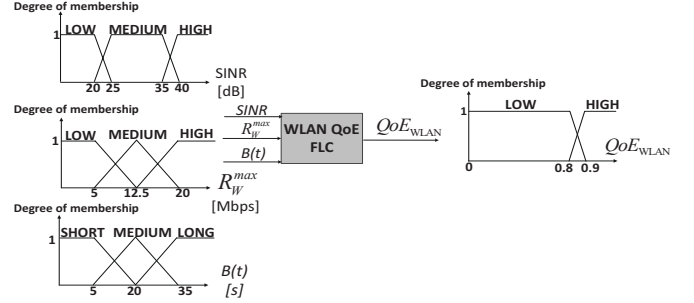 Degree of membership
1
LOW MEDIUM HIGH
20 25 35 40
SINR
[dB]
Degree of membership
1
LOW MEDIUM HIGH
5 12.5 20
R_W^max
[Mbps]
Degree of membership
1
SHORT MEDIUM LONG
5 20 35
B(t)
[s]
SINR
R_W^max
B(t)
WLAN QoE
FLC
QoE_WLAN
Degree of membership
1
LOW HIGH
0 0.8 0.9
QoE_WLAN